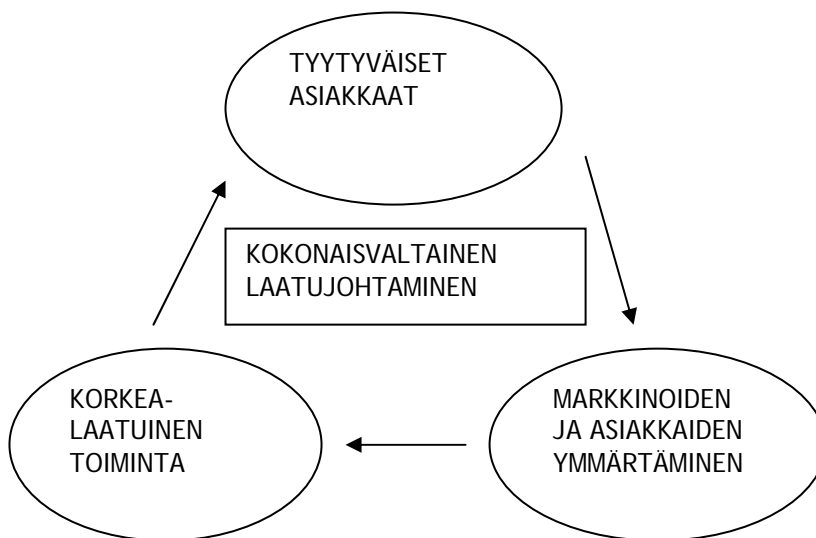 TYYTYVÄISET
ASIAKKAAT
KOKONAISVALTAINEN
LAATUJOHTAMINEN
KORKEA-
LAATUINEN
TOIMINTA
MARKKINOIDEN
JA ASIAKKAIDEN
YMMÄRTÄMINEN